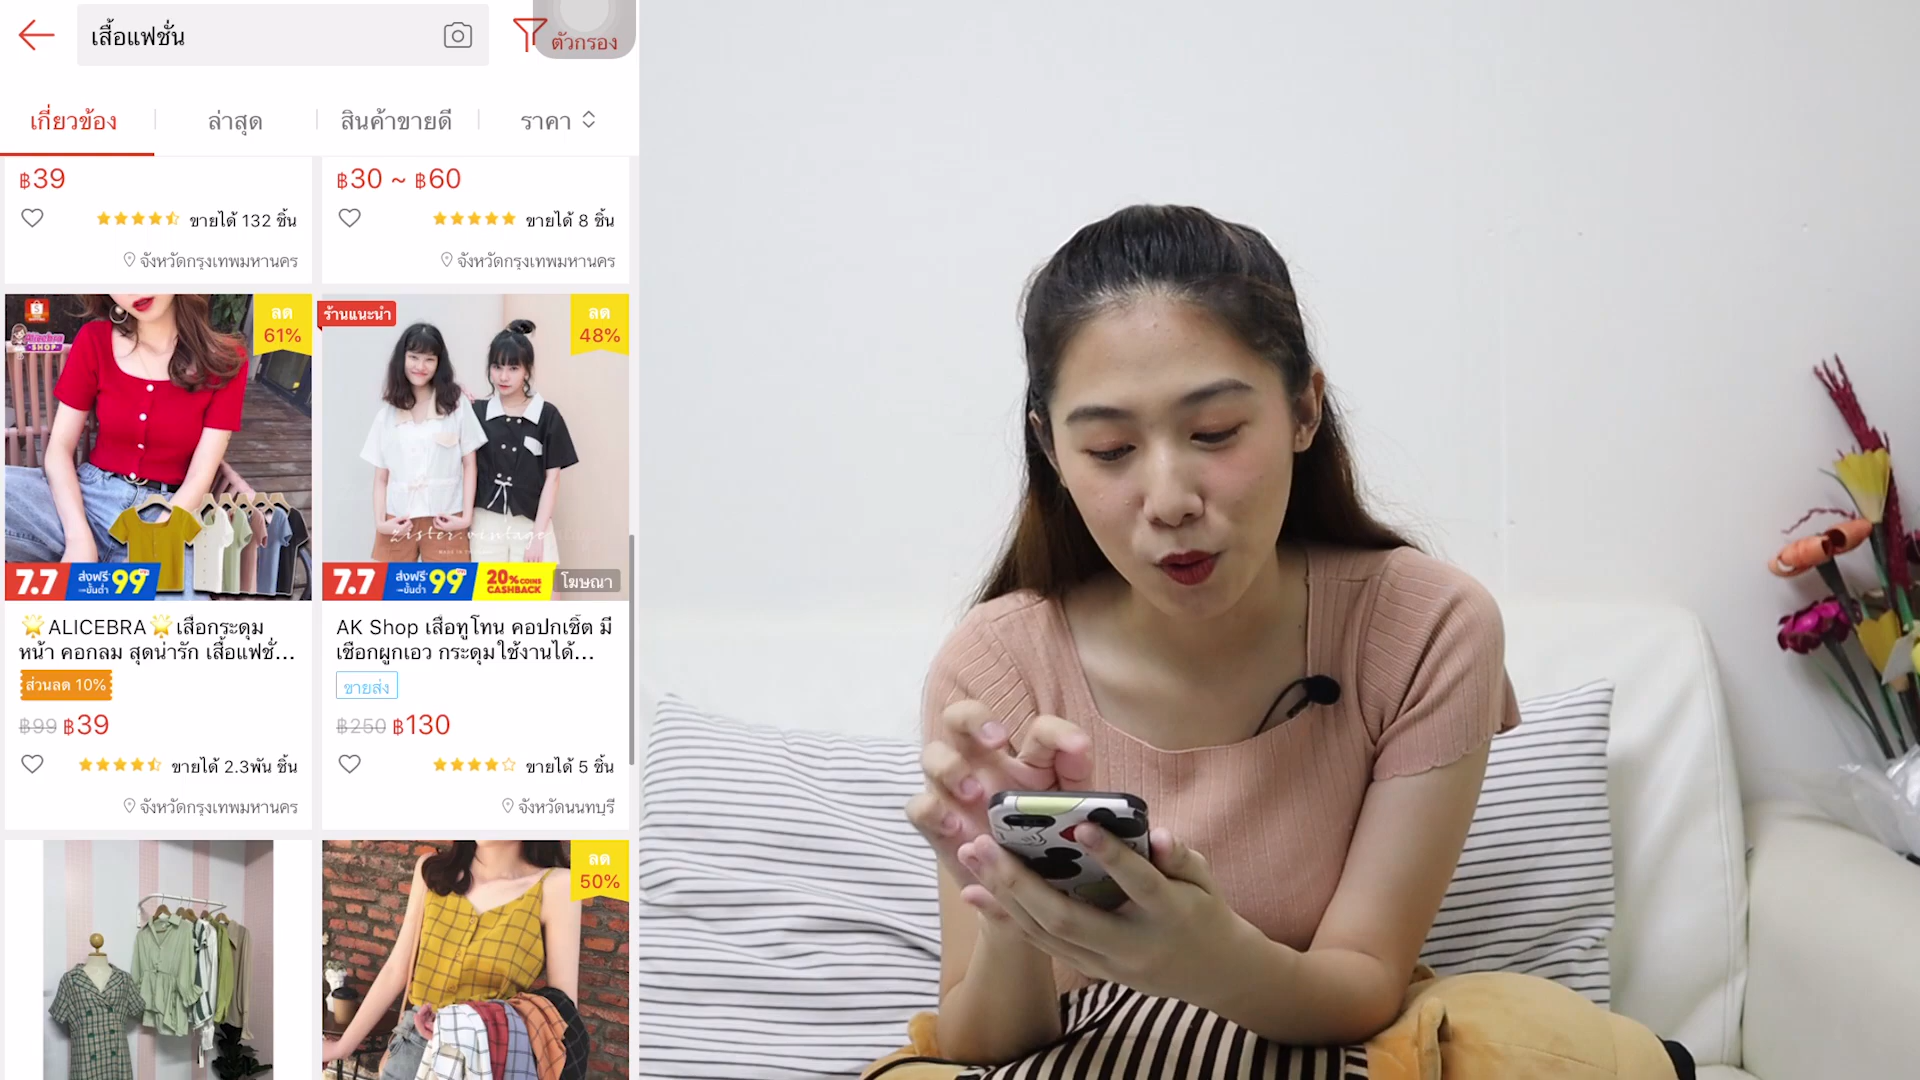 เสื้อแฟชั่น
ตัวกรอง
เกี่ยวข้อง
ล่าสุด
สินค้าขายดี
ราคา
฿39
฿30 ~ ฿60
ขายได้ 132 ชิ้น
ขายได้ 8 ชิ้น
จังหวัดกรุงเทพมหานคร
จังหวัดกรุงเทพมหานคร
SHOP
ลด
61%
ร้านแนะนำ
ลด
48%
zister.vintage
7.7 ส่งฟรี 99 ขั้นต่ำ
7.7 ส่งฟรี 99 ขั้นต่ำ
20% COINS
CASHBACK
โฆษณา
🌟ALICEBRA🌟เสื้อกระดุม
หน้า คอกลม สุดน่ารัก เสื้อแฟชั่...
ส่วนลด 10%
฿99 ฿39
ขายได้ 2.3พัน ชิ้น
จังหวัดกรุงเทพมหานคร
AK Shop เสื้อทูโทน คอปกเชิ้ต มี
เชือกผูกเอว กระดุมใช้งานได้...
ขายส่ง
฿250 ฿130
ขายได้ 5 ชิ้น
จังหวัดนนทบุรี
ลด
50%